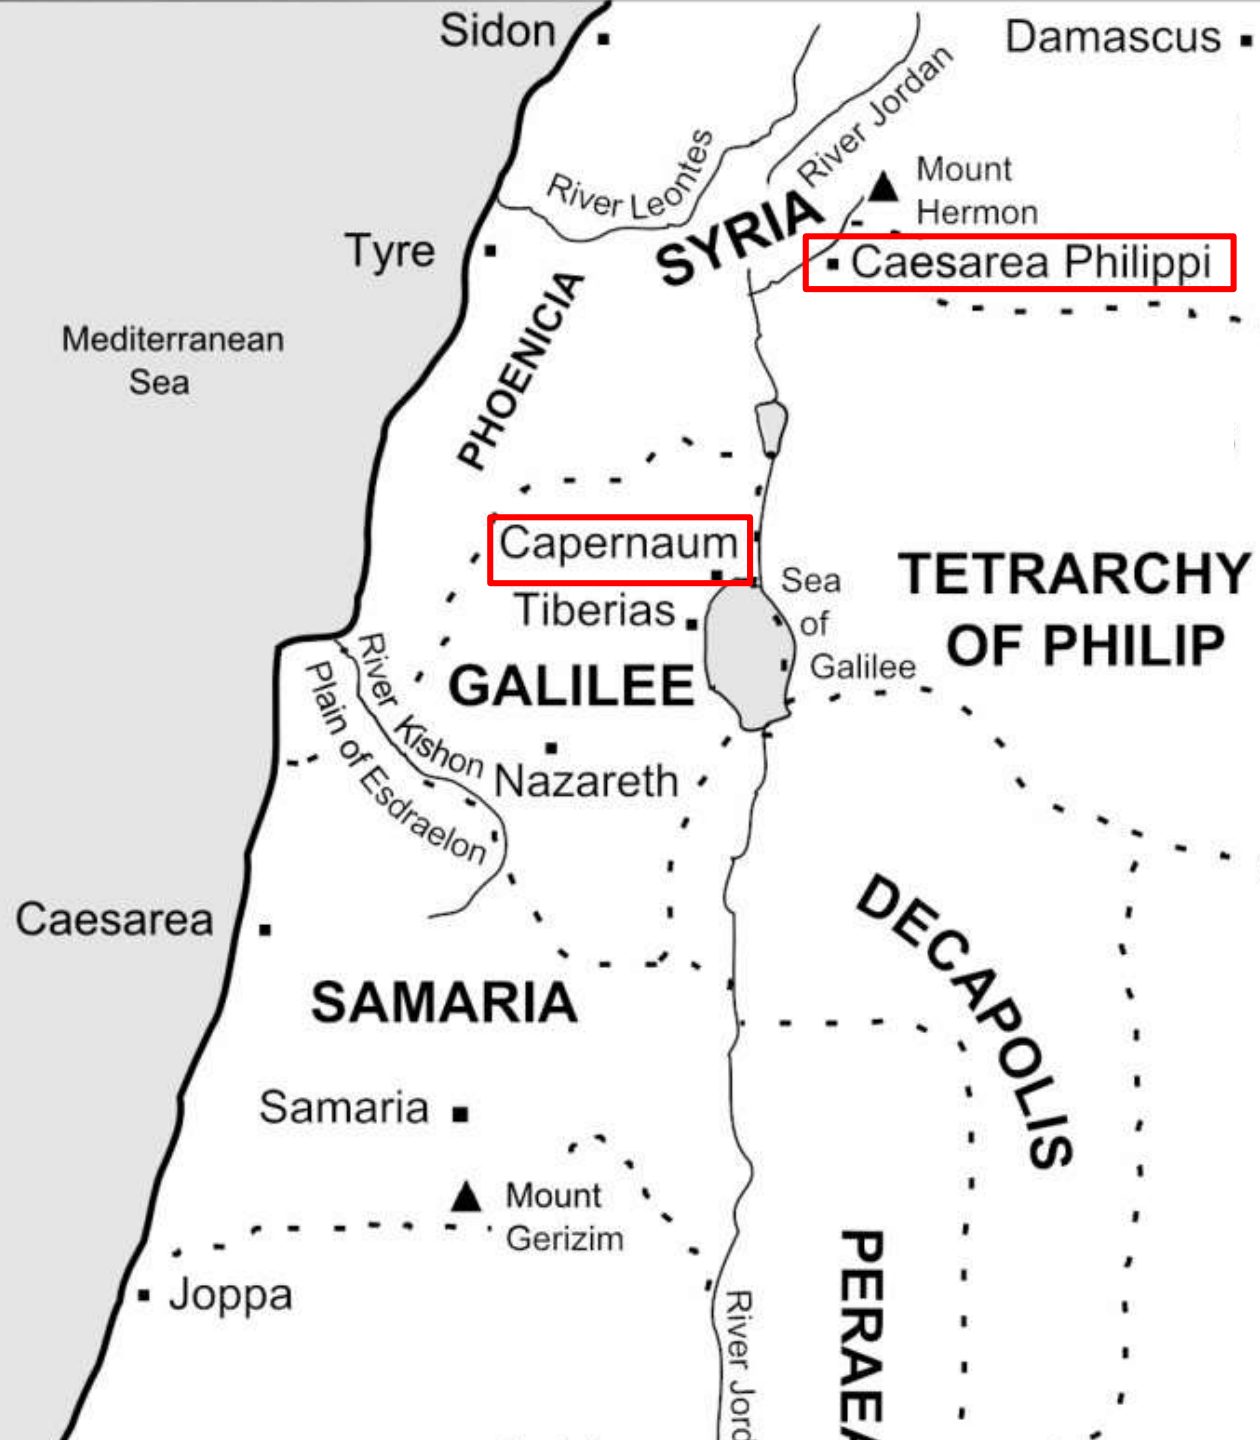 Sidon
Damascus
River Jordan
River Leontes
Mount
Hermon
SYRIA
Tyre
Caesarea Philippi
PHOENICIA
Mediterranean
Sea
Capernaum
Sea
of
Galilee
TETRARCHY
OF PHILIP
Tiberias
GALILEE
River Kishon
Plain of Esdraelon
Nazareth
DECAPOLIS
Caesarea
SAMARIA
Samaria
Mount
Gerizim
Joppa
PERAEA
River Jord